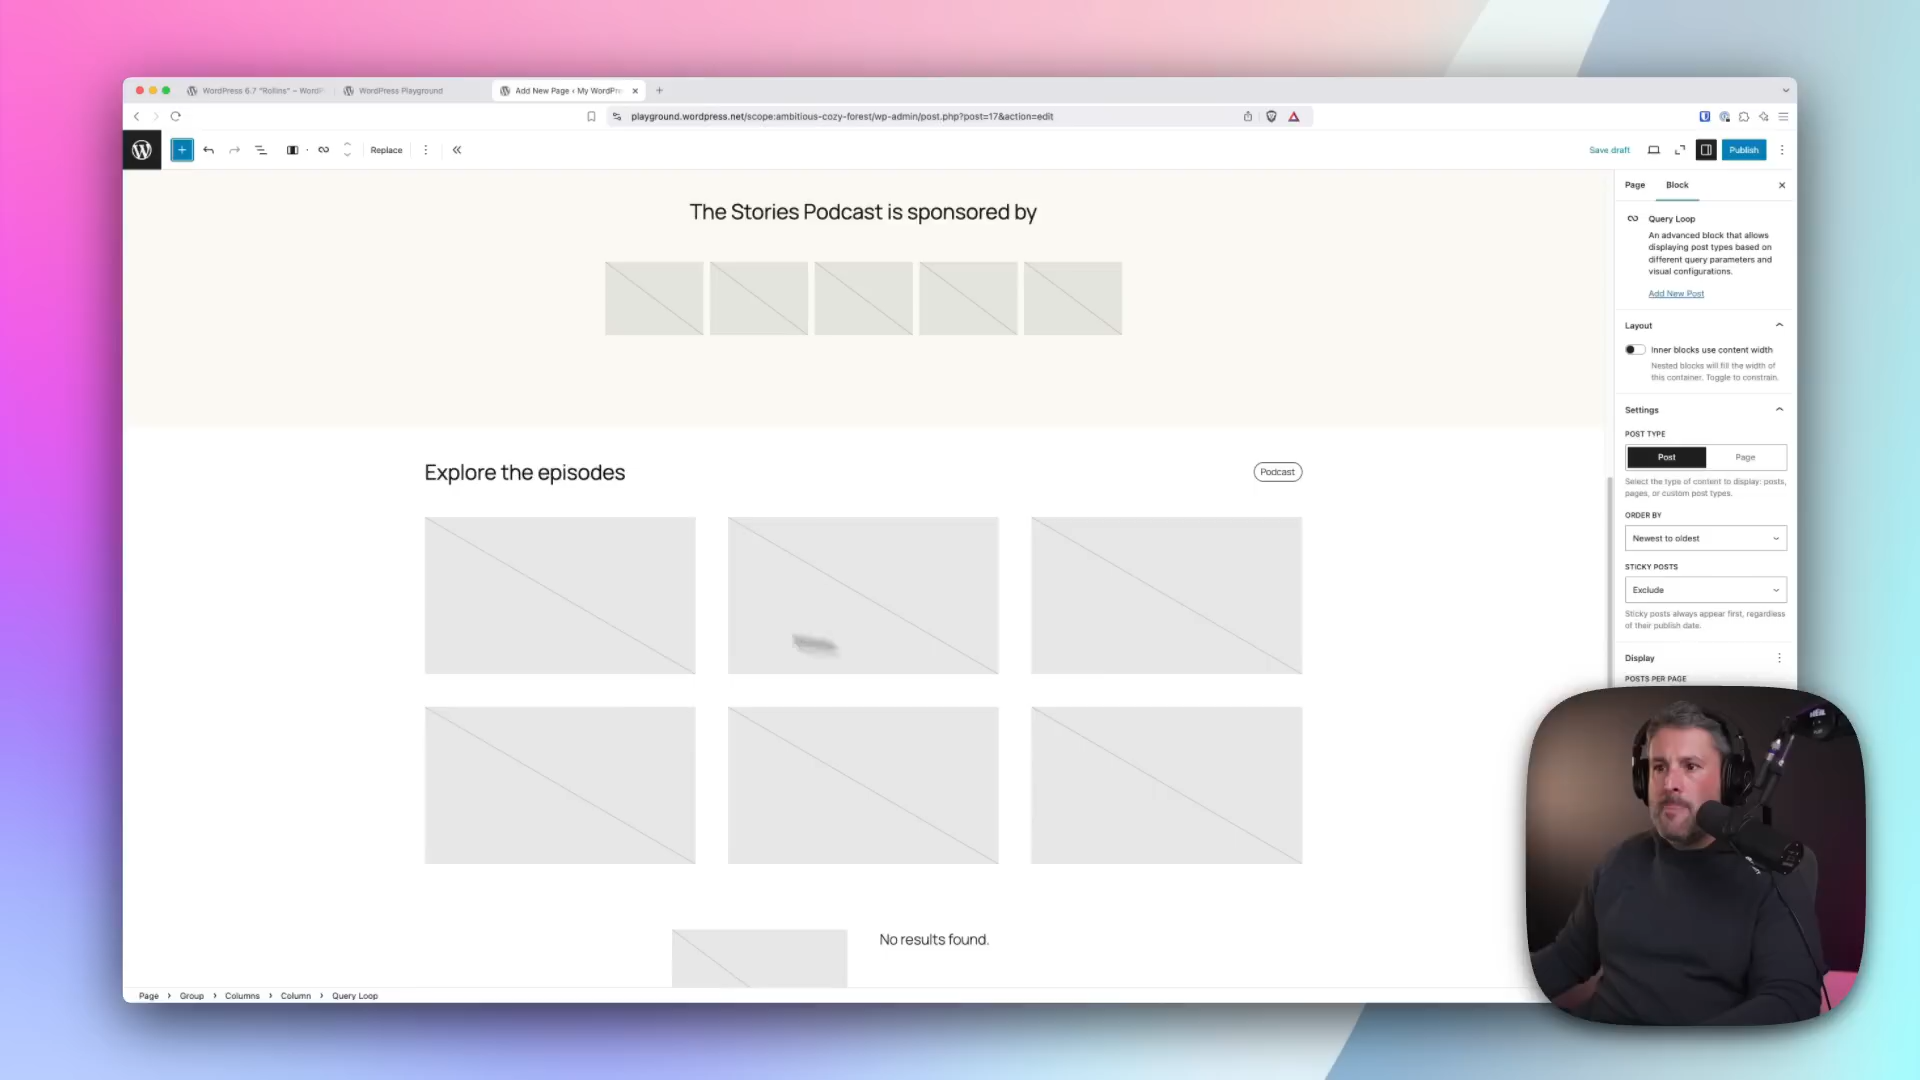 WordPress 6.7 "Rollins" – WordP
WordPress Playground
Add New Page ‹ My WordPre
playground.wordpress.net/scope:ambitious-cozy-forest/wp-admin/post.php?post=17&action=edit
Replace
Save draft
Publish
The Stories Podcast is sponsored by
Explore the episodes
Podcast
No results found.
Page
Block
Query Loop
An advanced block that allows
displaying post types based on
different query parameters and
visual configurations.
Add New Post
Layout
Inner blocks use content width
Nested blocks will fill the width of
this container. Toggle to constrain.
Settings
POST TYPE
Post
Page
Select the type of content to display: posts,
pages, or custom post types.
ORDER BY
Newest to oldest
STICKY POSTS
Exclude
Sticky posts always appear first, regardless
of their publish date.
Display
POSTS PER PAGE
Page › Group › Columns › Column › Query Loop